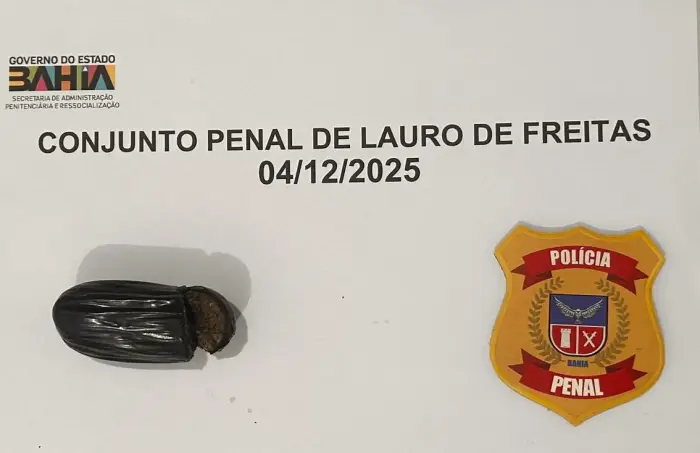 GOVERNO DO ESTADO
BAHIA
SECRETARIA DE ADMINISTRAÇÃO
PENITENCIÁRIA E RESSOCIALIZAÇÃO
CONJUNTO PENAL DE LAURO DE FREITAS
04/12/2025
POLÍCIA
BAHIA
PENAL